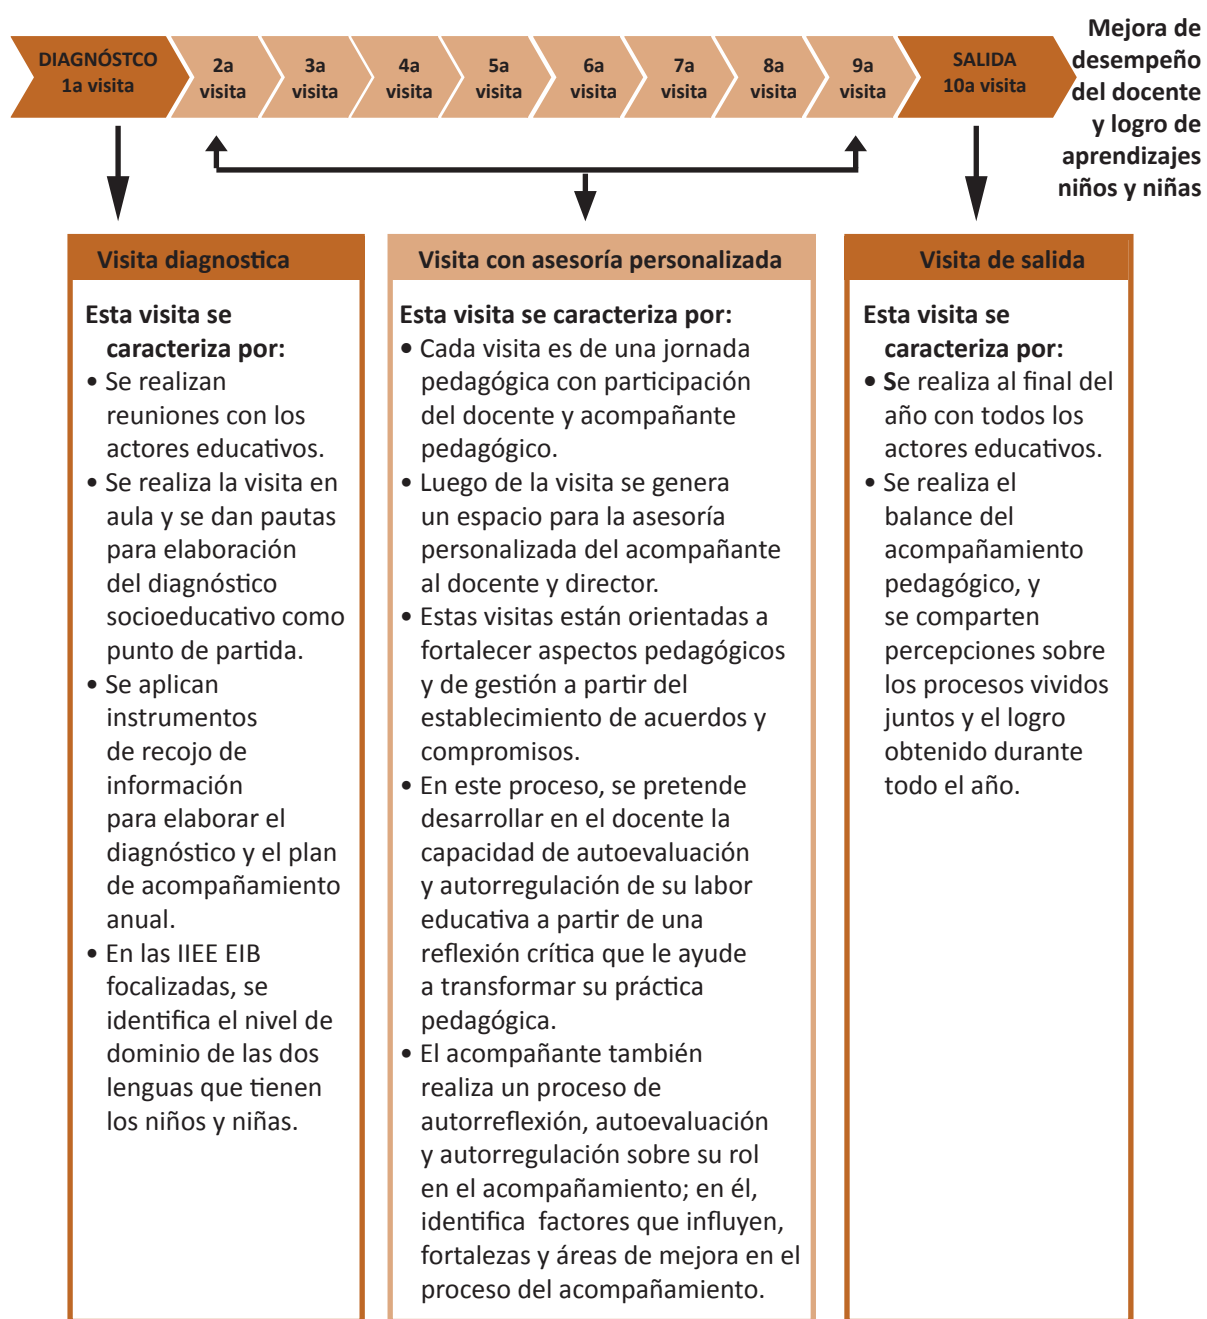 DIAGNÓSTCO
1a visita
2a
visita
3a
visita
4a
visita
5a
visita
6a
visita
7a
visita
8a
visita
9a
visita
SALIDA
10a visita
Mejora de
desempeño
del docente
y logro de
aprendizajes
niños y niñas
Visita diagnostica
Esta visita se
caracteriza por:
• Se realizan
reuniones con los
actores educativos.
• Se realiza la visita en
aula y se dan pautas
para elaboración
del diagnóstico
socioeducativo como
punto de partida.
• Se aplican
instrumentos
de recojo de
información
para elaborar el
diagnóstico y el plan
de acompañamiento
anual.
• En las IIEE EIB
focalizadas, se
identifica el nivel de
dominio de las dos
lenguas que tienen
los niños y niñas.
Visita con asesoría personalizada
Esta visita se caracteriza por:
• Cada visita es de una jornada
pedagógica con participación
del docente y acompañante
pedagógico.
• Luego de la visita se genera
un espacio para la asesoría
personalizada del acompañante
al docente y director.
• Estas visitas están orientadas a
fortalecer aspectos pedagógicos
y de gestión a partir del
establecimiento de acuerdos y
compromisos.
• En este proceso, se pretende
desarrollar en el docente la
capacidad de autoevaluación
y autorregulación de su labor
educativa a partir de una
reflexión crítica que le ayude
a transformar su práctica
pedagógica.
• El acompañante también
realiza un proceso de
autorreflexión, autoevaluación
y autorregulación sobre su rol
en el acompañamiento; en él,
identifica factores que influyen,
fortalezas y áreas de mejora en el
proceso del acompañamiento.
Visita de salida
Esta visita se
caracteriza por:
• Se realiza al final del
año con todos los
actores educativos.
• Se realiza el
balance del
acompañamiento
pedagógico, y
se comparten
percepciones sobre
los procesos vividos
juntos y el logro
obtenido durante
todo el año.